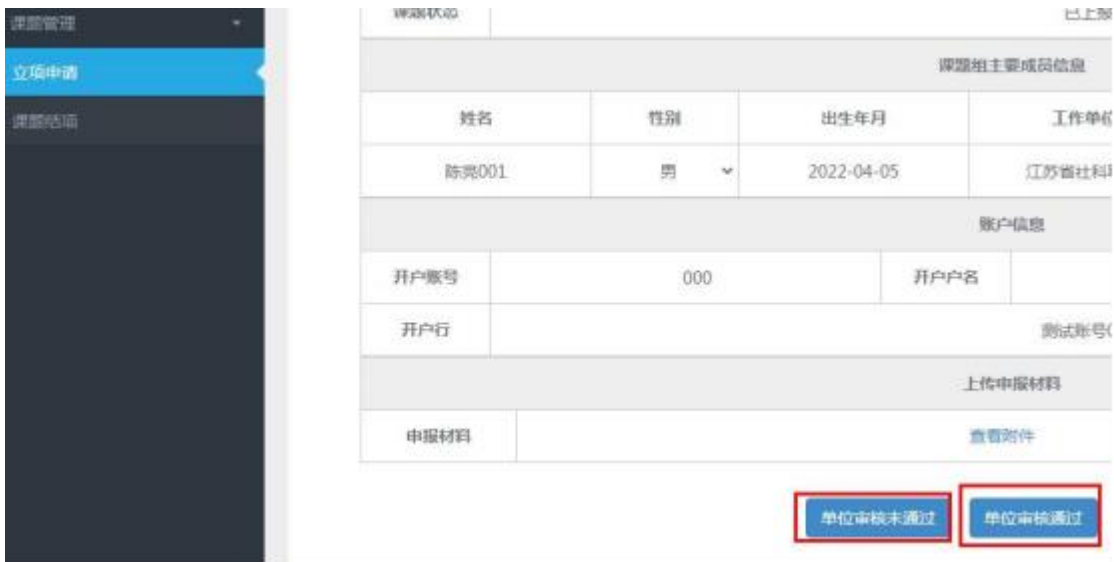 课题管理
立项申请
课题结项
课题状态 已上报
课题组主要成员信息
姓名 性别 出生年月 工作单位
陈亮001 男 2022-04-05 江苏省社科
账户信息
开户账号 000 开户户名
开户行 测试账号
上传申报材料
申报材料 查看附件
单位审核未通过 单位审核通过